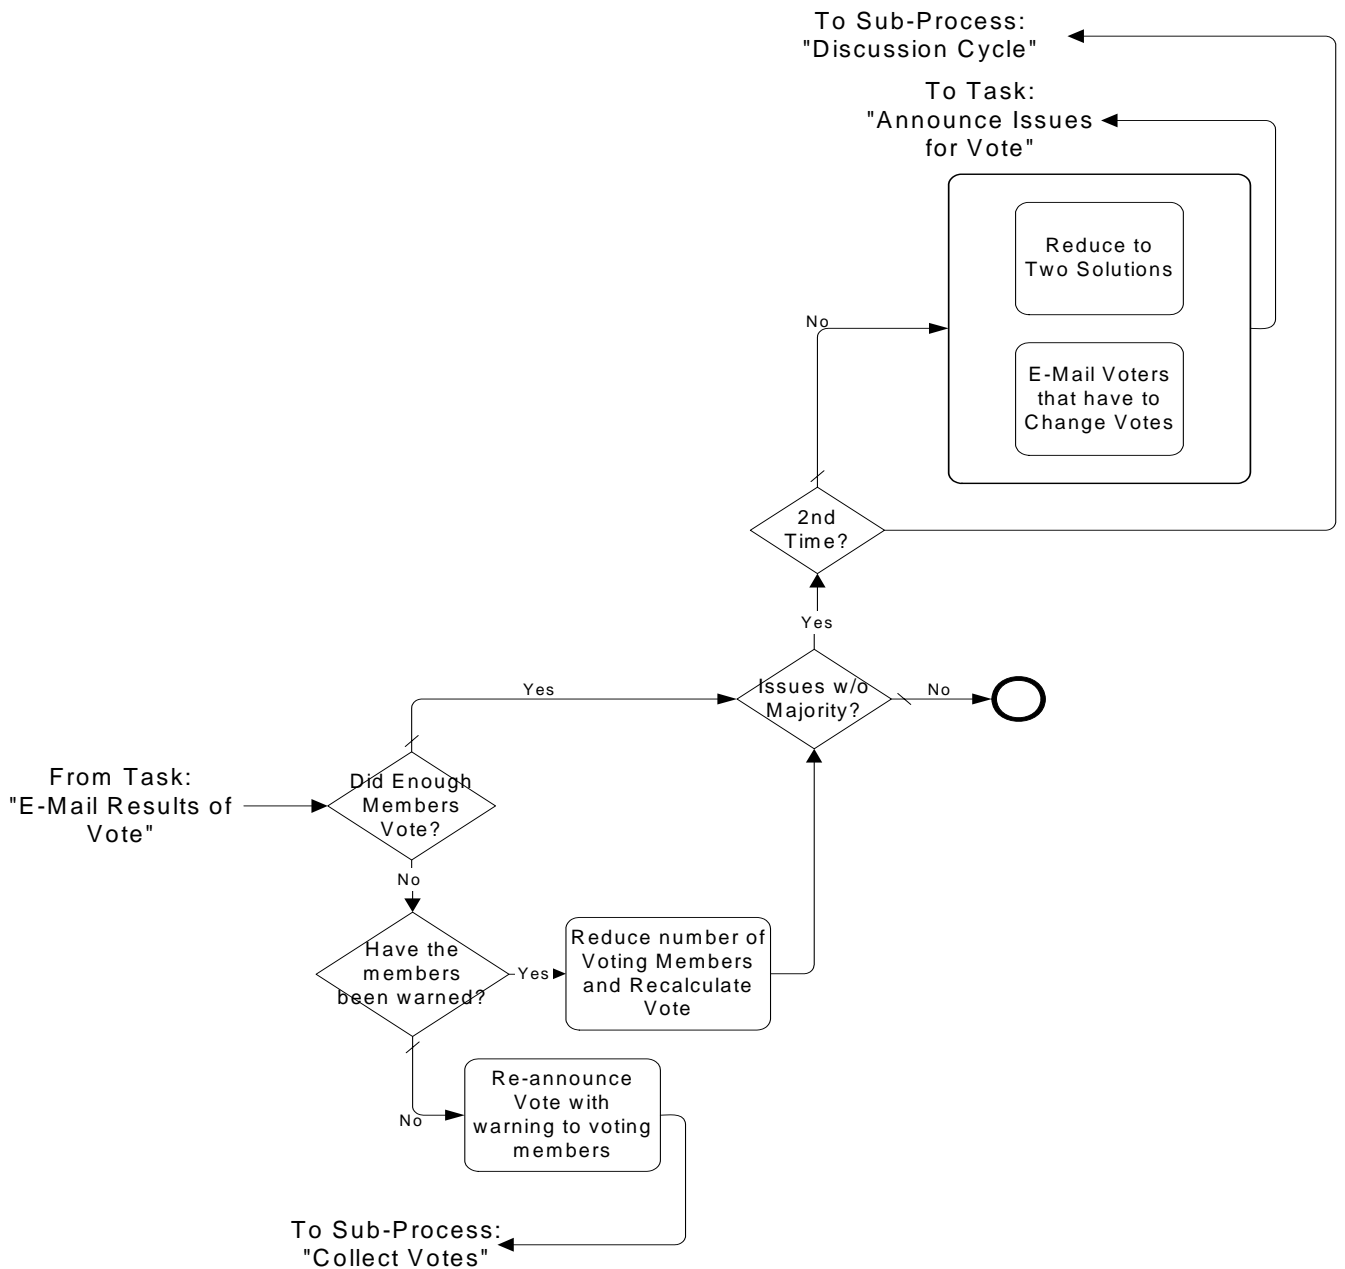 To Sub-Process:
"Discussion Cycle"
To Task:
"Announce Issues
for Vote"
Reduce to
Two Solutions
No
E-Mail Voters
that have to
Change Votes
2nd
Time?
Yes
Issues w/o
Majority?
No
Yes
From Task:
"E-Mail Results of
Vote"
Did Enough
Members
Vote?
No
Have the
members
been warned?
Yes
Reduce number of
Voting Members
and Recalculate
Vote
No
Re-announce
Vote with
warning to voting
members
To Sub-Process:
"Collect Votes"